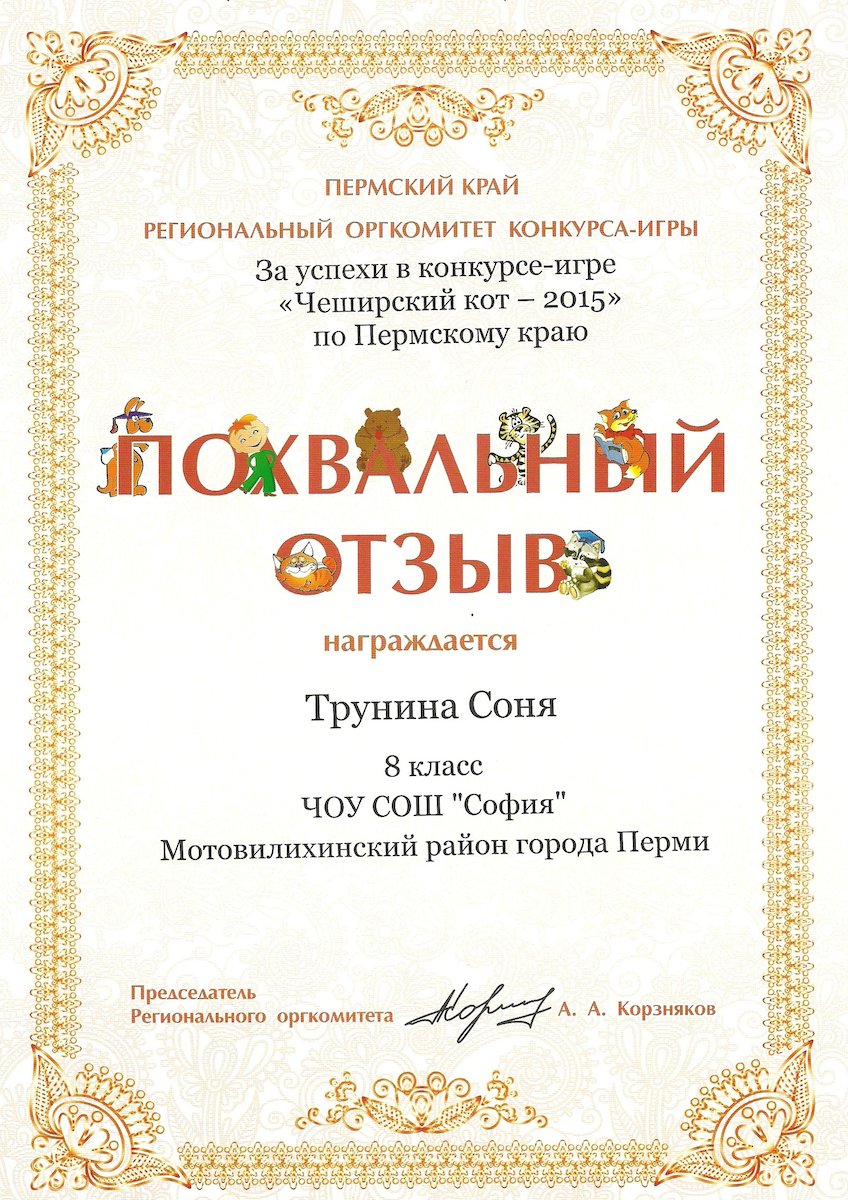 ПЕРМСКИЙ КРАЙ
РЕГИОНАЛЬНЫЙ ОРГКОМИТЕТ КОНКУРСА-ИГРЫ
За успехи в конкурсе-игре
«Чеширский кот – 2015»
по Пермскому краю
ПОХВАЛЬНЫЙ
ОТЗЫВ
награждается
Трунина Соня
8 класс
ЧОУ СОШ "София"
Мотовилихинский район города Перми
Председатель
Регионального оргкомитета А. А. Корзняков